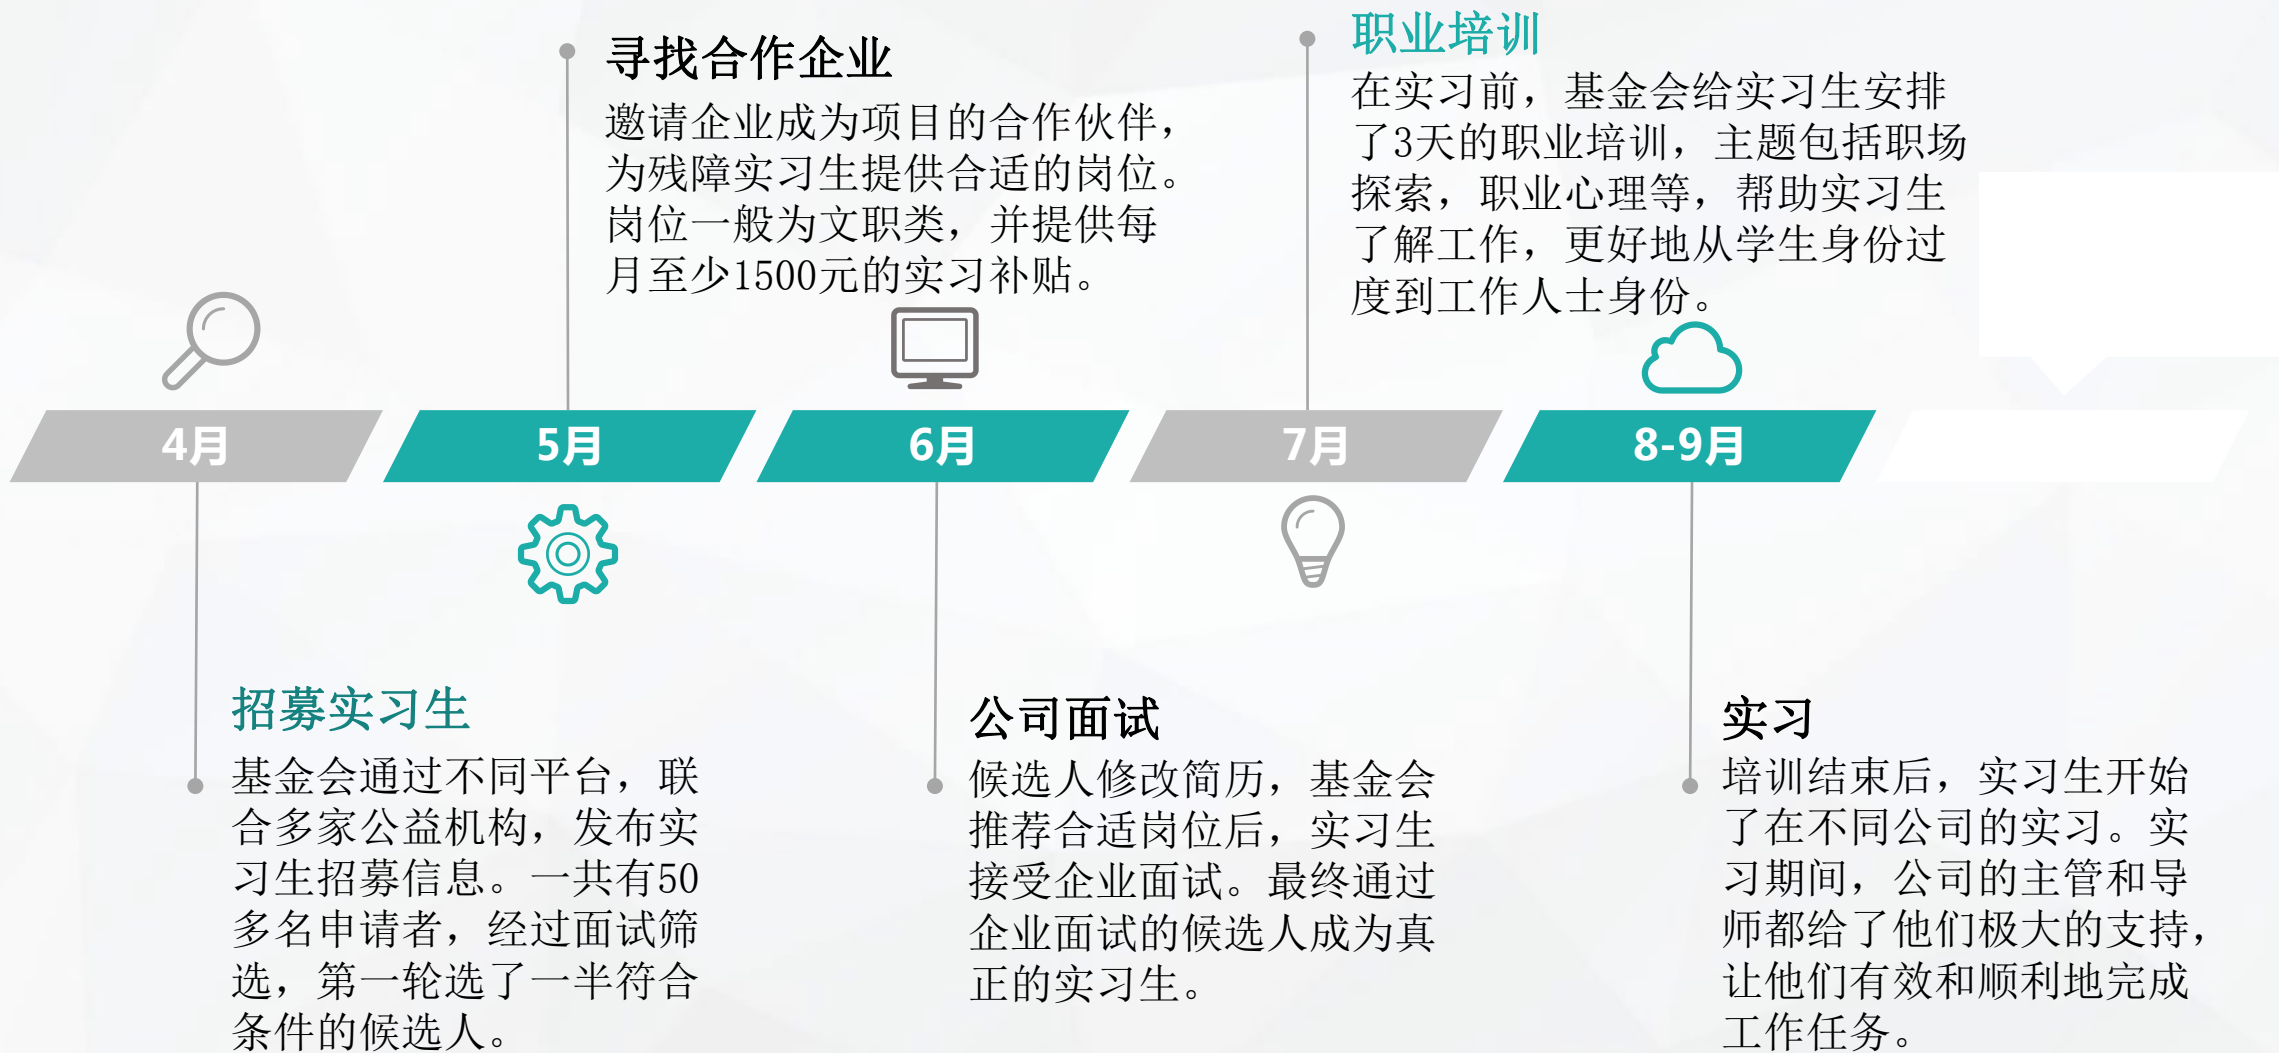 寻找合作企业
邀请企业成为项目的合作伙伴，
为残障实习生提供合适的岗位。
岗位一般为文职类，并提供每
月至少1500元的实习补贴。
职业培训
在实习前，基金会给实习生安排
了3天的职业培训，主题包括职场
探索，职业心理等，帮助实习生
了解工作，更好地从学生身份过
度到工作人士身份。
4月
5月
6月
7月
8-9月
招募实习生
基金会通过不同平台，联
合多家公益机构，发布实
习生招募信息。一共有50
多名申请者，经过面试筛
选，第一轮选了一半符合
条件的候选人。
公司面试
候选人修改简历，基金会
推荐合适岗位后，实习生
接受企业面试。最终通过
企业面试的候选人成为真
正的实习生。
实习
培训结束后，实习生开始
了在不同公司的实习。实
习期间，公司的主管和导
师都给了他们极大的支持，
让他们有效和顺利地完成
工作任务。